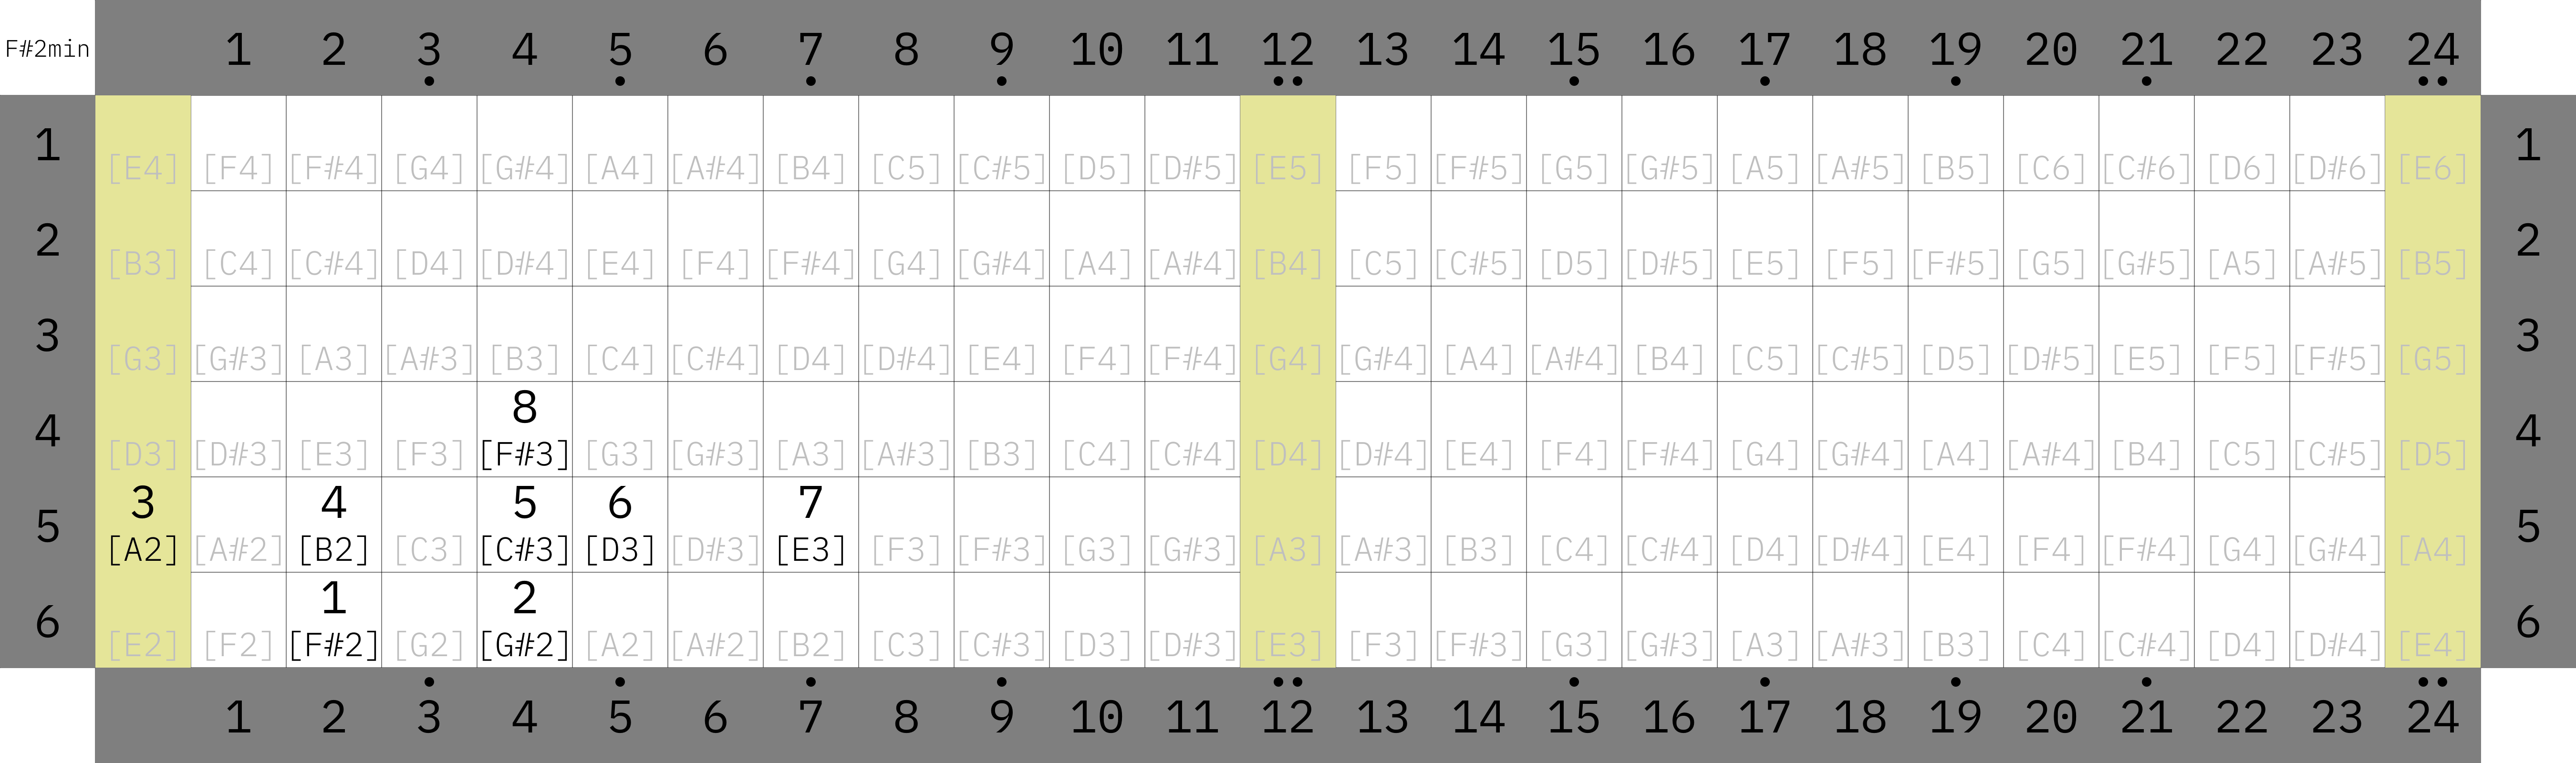 F#2min 1 2 3 4 5 6 7 8 9 10 11 12 13 14 15 16 17 18 19 20 21 22 23 24
1 [E4] [F4] [F#4] [G4] [G#4] [A4] [A#4] [B4] [C5] [C#5] [D5] [D#5] [E5] [F5] [F#5] [G5] [G#5] [A5] [A#5] [B5] [C6] [C#6] [D6] [D#6] [E6] 1
2 [B3] [C4] [C#4] [D4] [D#4] [E4] [F4] [F#4] [G4] [G#4] [A4] [A#4] [B4] [C5] [C#5] [D5] [D#5] [E5] [F5] [F#5] [G5] [G#5] [A5] [A#5] [B5] 2
3 [G3] [G#3] [A3] [A#3] [B3] [C4] [C#4] [D4] [D#4] [E4] [F4] [F#4] [G4] [G#4] [A4] [A#4] [B4] [C5] [C#5] [D5] [D#5] [E5] [F5] [F#5] [G5] 3
8
4 [D3] [D#3] [E3] [F3] [F#3] [G3] [G#3] [A3] [A#3] [B3] [C4] [C#4] [D4] [D#4] [E4] [F4] [F#4] [G4] [G#4] [A4] [A#4] [B4] [C5] [C#5] [D5] 4
3 4 5 6 7
5 [A2] [A#2] [B2] [C3] [C#3] [D3] [D#3] [E3] [F3] [F#3] [G3] [G#3] [A3] [A#3] [B3] [C4] [C#4] [D4] [D#4] [E4] [F4] [F#4] [G4] [G#4] [A4] 5
1 2
6 [E2] [F2] [F#2] [G2] [G#2] [A2] [A#2] [B2] [C3] [C#3] [D3] [D#3] [E3] [F3] [F#3] [G3] [G#3] [A3] [A#3] [B3] [C4] [C#4] [D4] [D#4] [E4] 6
1 2 3 4 5 6 7 8 9 10 11 12 13 14 15 16 17 18 19 20 21 22 23 24